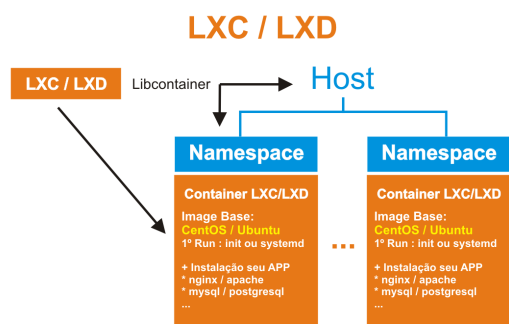 LXC / LXD
LXC / LXD
Libcontainer
Host
Namespace
Container LXC/LXD
Image Base:
CentOS / Ubuntu
1º Run : init ou systemd
+ Instalação seu APP
* nginx / apache
* mysql / postgresql
...
...
Namespace
Container LXC/LXD
Image Base:
CentOS / Ubuntu
1º Run : init ou systemd
+ Instalação seu APP
* nginx / apache
* mysql / postgresql
...